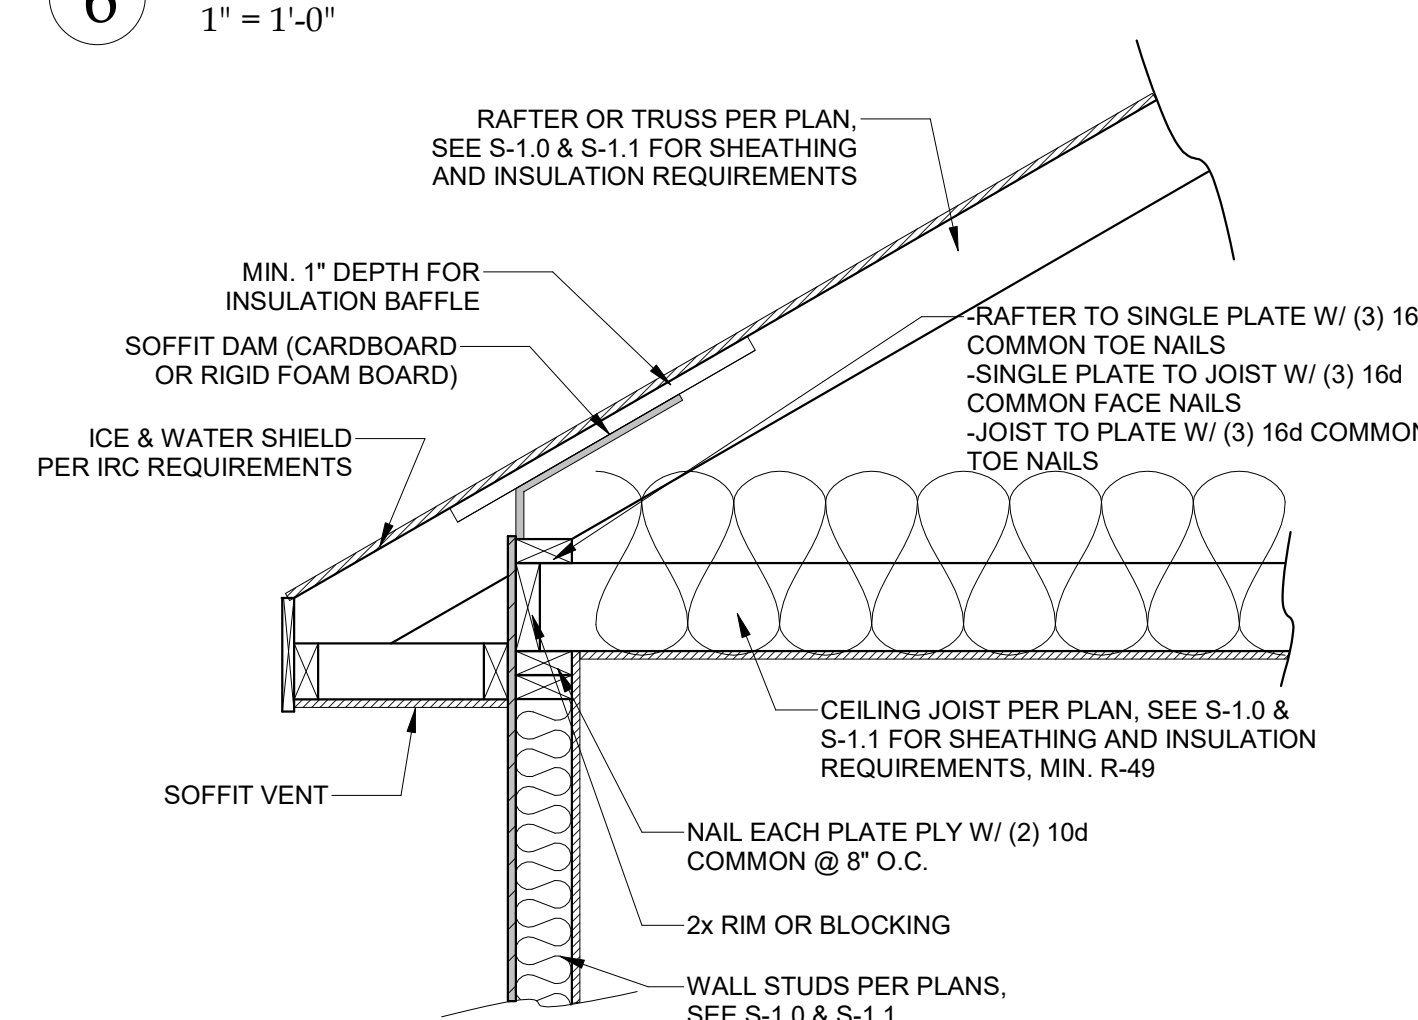 6
1" = 1'-0"
RAFTER OR TRUSS PER PLAN,
SEE S-1.0 & S-1.1 FOR SHEATHING
AND INSULATION REQUIREMENTS
MIN. 1" DEPTH FOR
INSULATION BAFFLE
SOFFIT DAM (CARDBOARD
OR RIGID FOAM BOARD)
ICE & WATER SHIELD
PER IRC REQUIREMENTS
-RAFTER TO SINGLE PLATE W/ (3) 16
COMMON TOE NAILS
-SINGLE PLATE TO JOIST W/ (3) 16d
COMMON FACE NAILS
-JOIST TO PLATE W/ (3) 16d COMMON
TOE NAILS
CEILING JOIST PER PLAN, SEE S-1.0 &
S-1.1 FOR SHEATHING AND INSULATION
REQUIREMENTS, MIN. R-49
SOFFIT VENT
NAIL EACH PLATE PLY W/ (2) 10d
COMMON @ 8" O.C.
2x RIM OR BLOCKING
WALL STUDS PER PLANS,
SEE S-1.0 & S-1.1